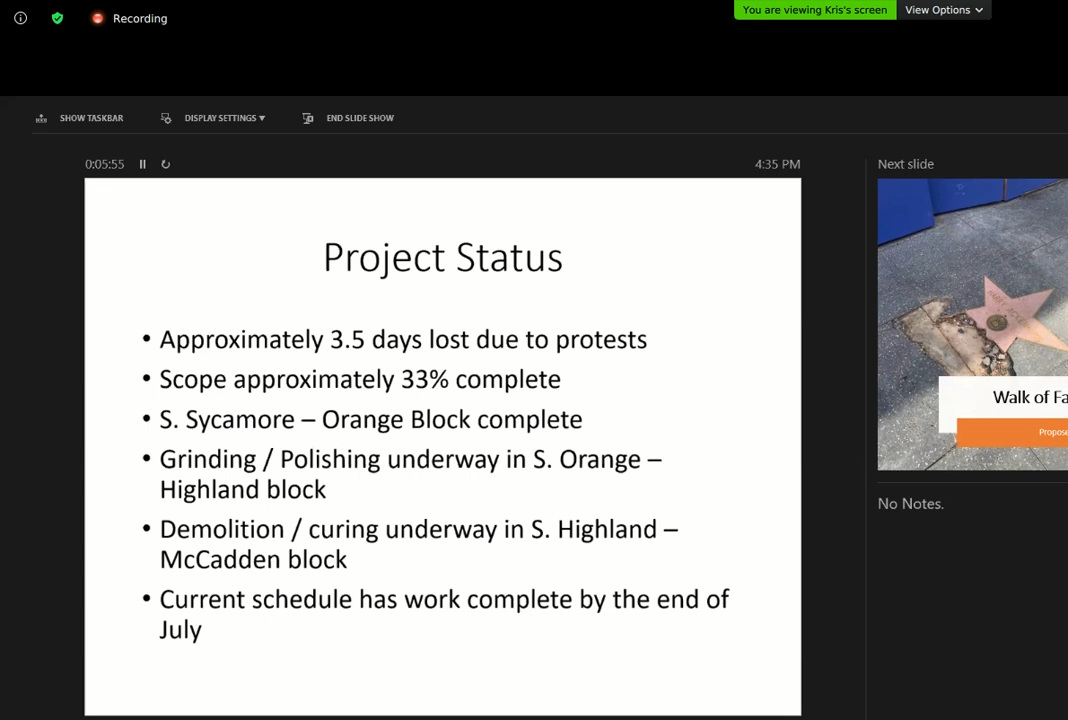 Recording
You are viewing Kris's screen
View Options
SHOW TASKBAR
DISPLAY SETTINGS
END SLIDE SHOW
0:05:55
4:35 PM
Project Status
• Approximately 3.5 days lost due to protests
• Scope approximately 33% complete
• S. Sycamore – Orange Block complete
• Grinding / Polishing underway in S. Orange –
Highland block
• Demolition / curing underway in S. Highland –
McCadden block
• Current schedule has work complete by the end of
July
Next slide
Walk of Fa
Propose
No Notes.